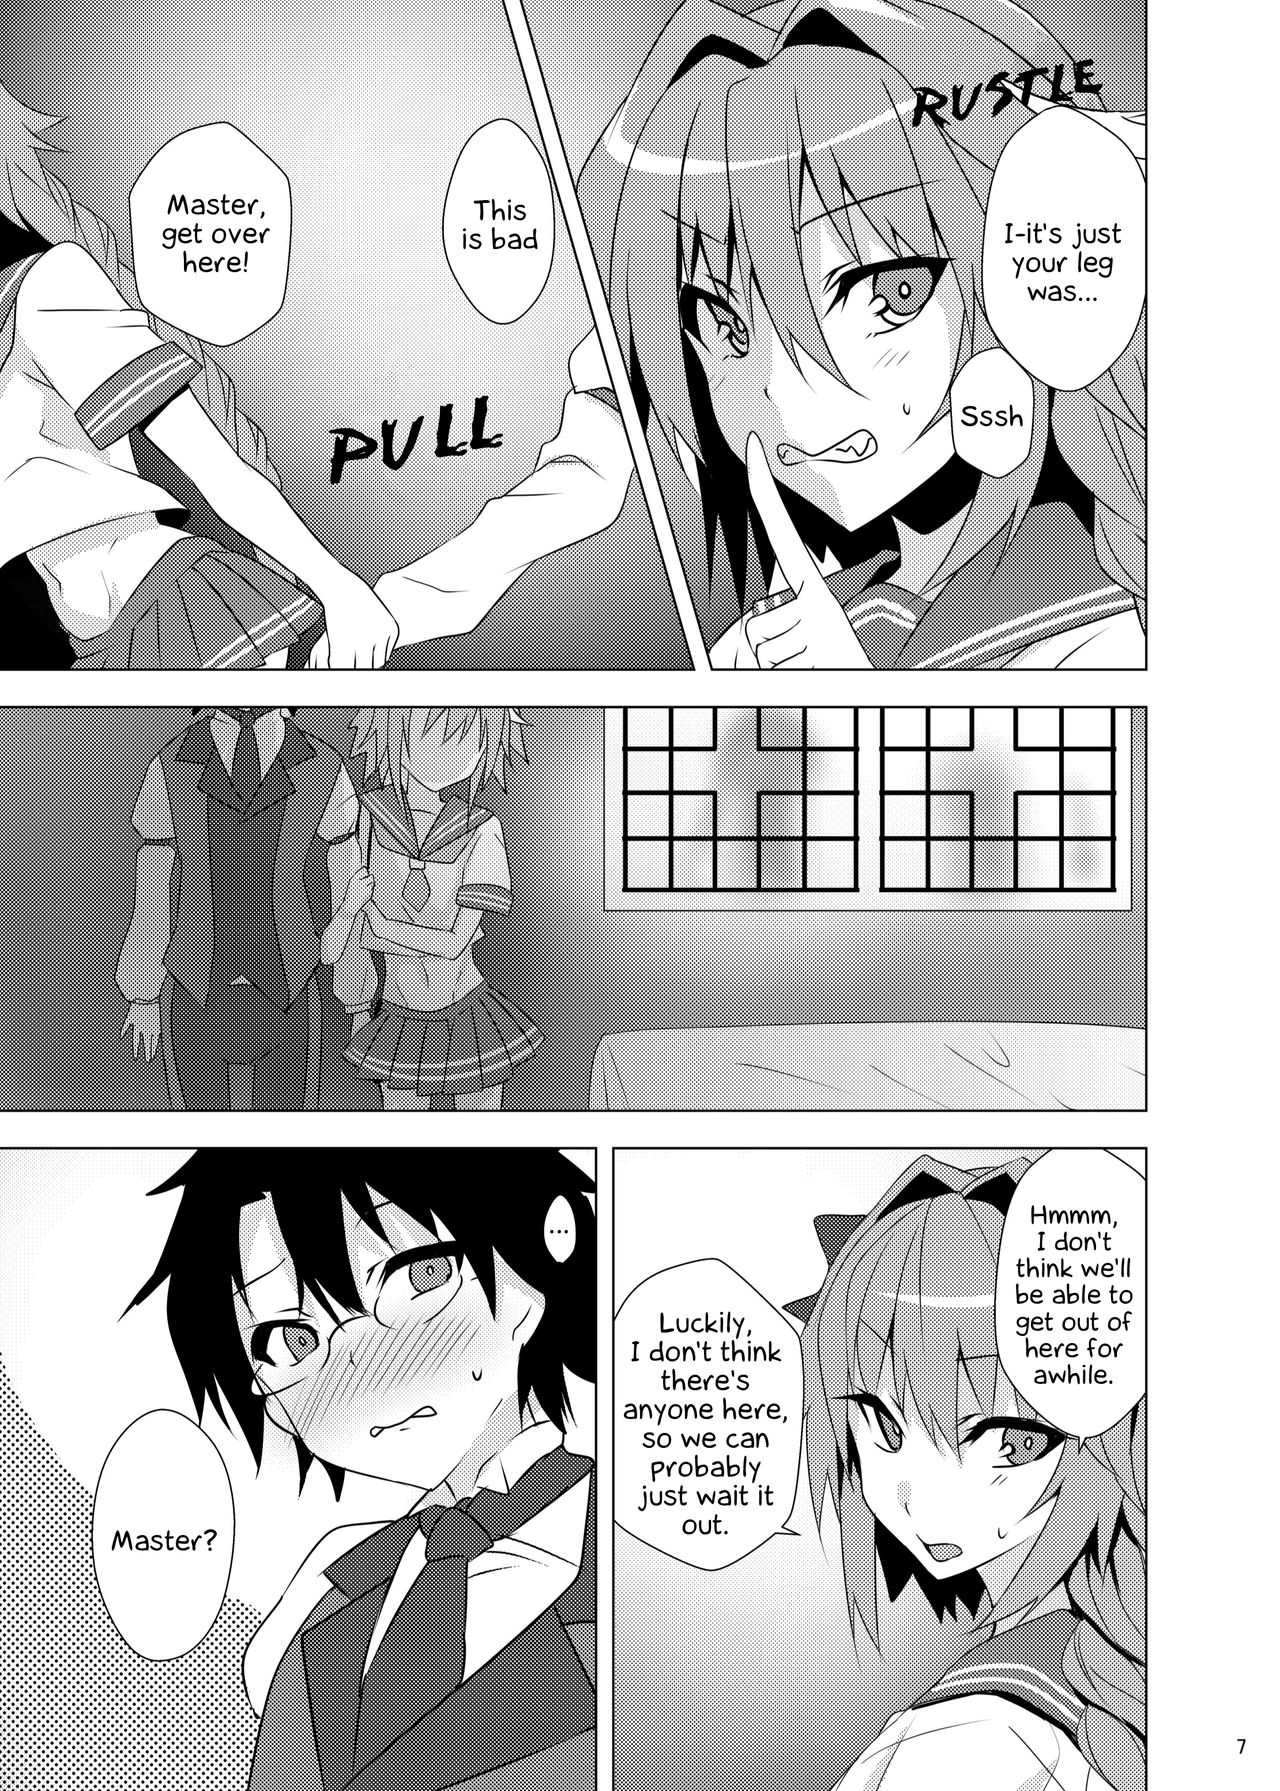 RUSTLE
I-it's just
your leg
was...
Sssh
This
is bad
Master,
get over
here!
PULL
Hmmm,
I don't
think we'll
be able to
get out of
here for
awhile.
Luckily,
I don't think
there's
anyone here,
so we can
probably
just wait it
out.
...
Master?
7